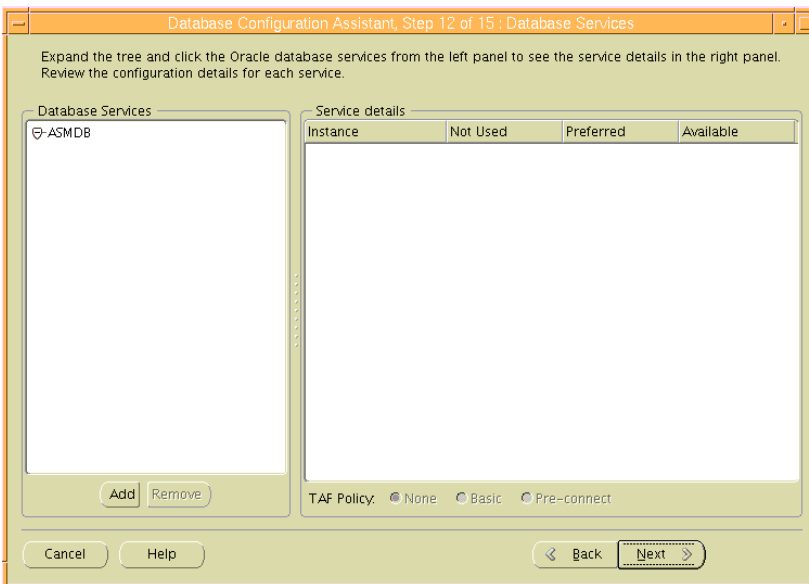 Database Configuration Assistant, Step 12 of 15 : Database Services
Expand the tree and click the Oracle database services from the left panel to see the service details in the right panel.
Review the configuration details for each service.
Database Services
ASMDB
Add Remove
Service details
Instance Not Used Preferred Available
TAF Policy: None Basic Pre-connect
Cancel Help Back Next